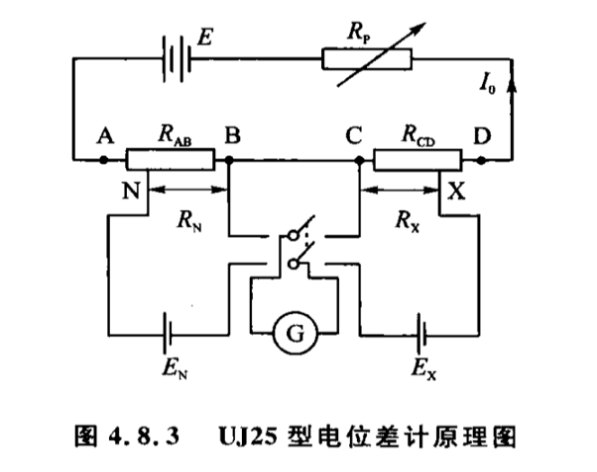 E
R_P
I_0
A R_AB B C R_CD D
N R_N R_X X
G
E_N E_X
图 4.8.3 UJ25 型电位差计原理图